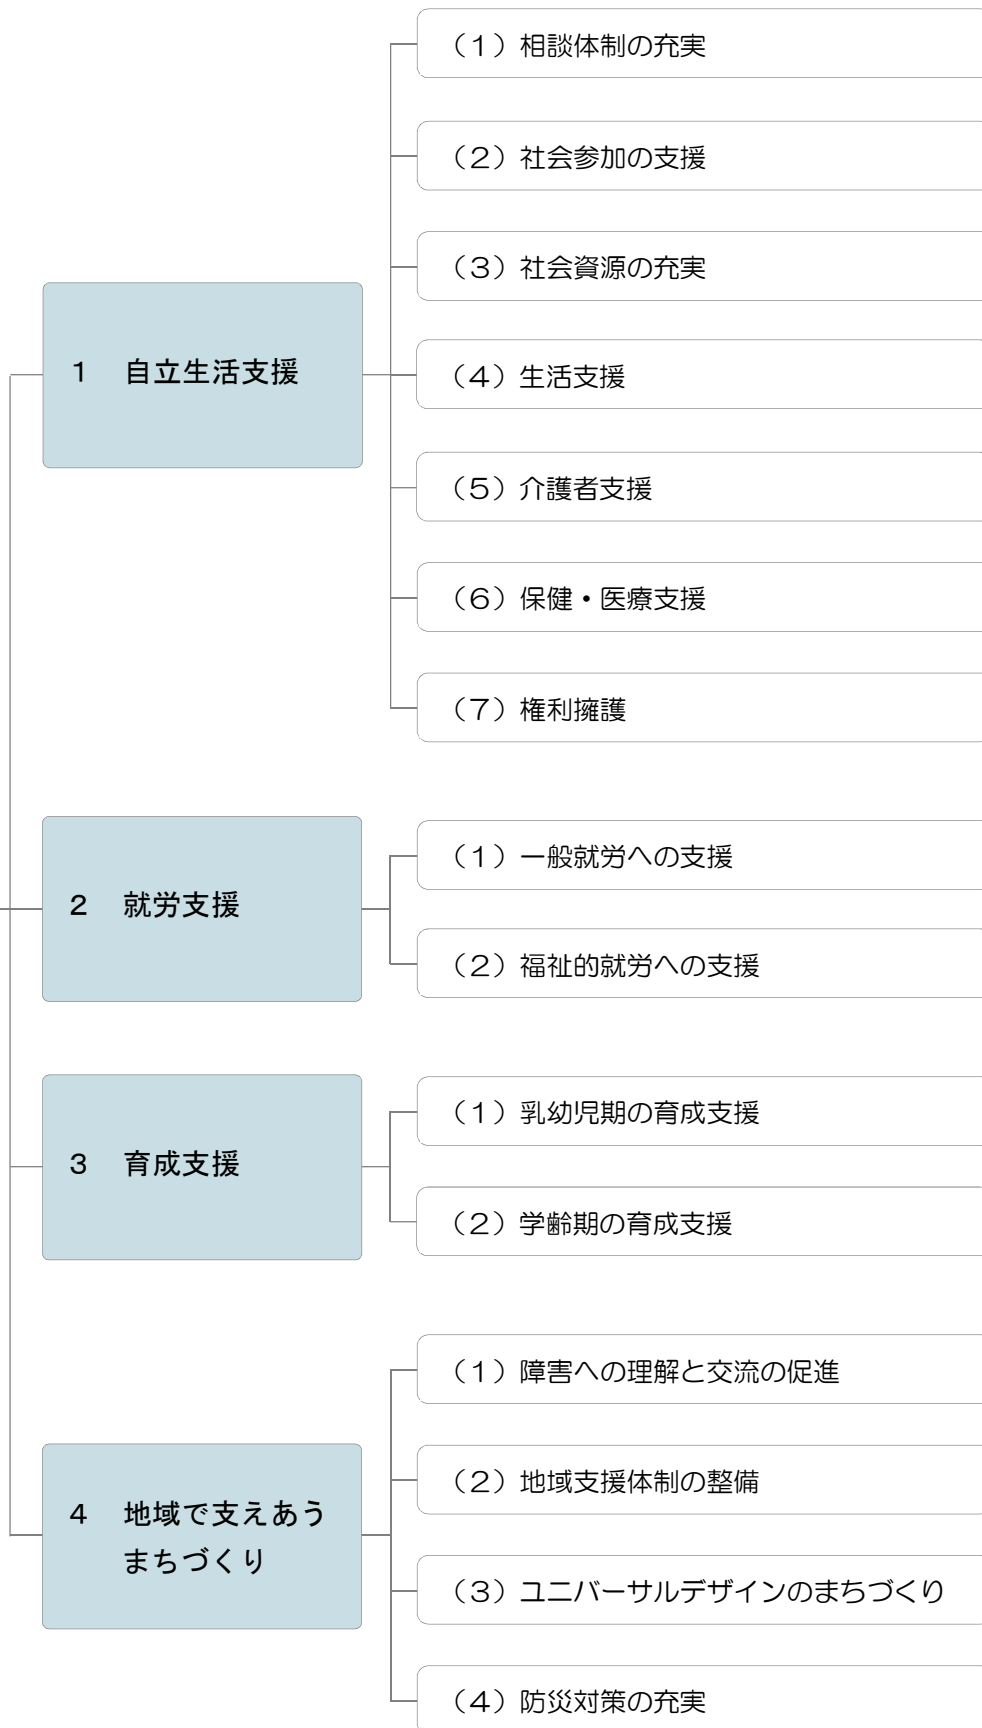 1　自立生活支援
（１）相談体制の充実
（２）社会参加の支援
（３）社会資源の充実
（４）生活支援
（５）介護者支援
（６）保健・医療支援
（７）権利擁護
2　就労支援
（１）一般就労への支援
（２）福祉的就労への支援
3　育成支援
（１）乳幼児期の育成支援
（２）学齢期の育成支援
4　地域で支えあう
まちづくり
（１）障害への理解と交流の促進
（２）地域支援体制の整備
（３）ユニバーサルデザインのまちづくり
（４）防災対策の充実